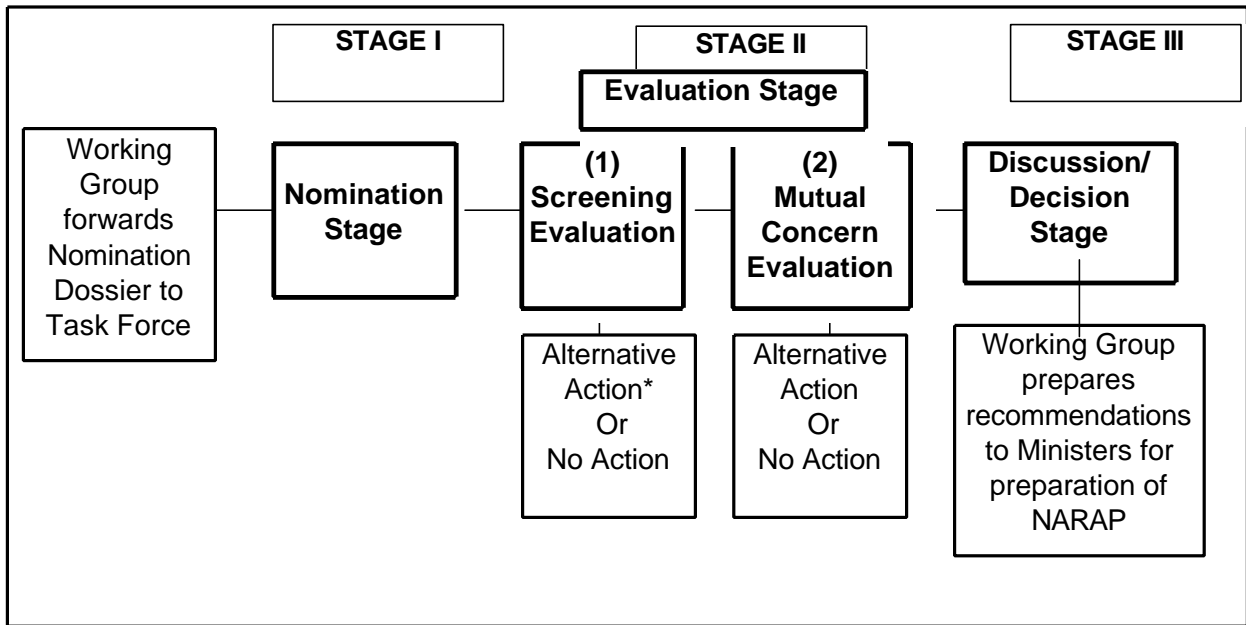 STAGE I
STAGE II
STAGE III
Evaluation Stage
Working
Group
forwards
Nomination
Dossier to
Task Force
Nomination
Stage
(1)
Screening
Evaluation
(2)
Mutual
Concern
Evaluation
Discussion/
Decision
Stage
Alternative
Action*
Or
No Action
Alternative
Action
Or
No Action
Working Group
prepares
recommendations
to Ministers for
preparation of
NARAP